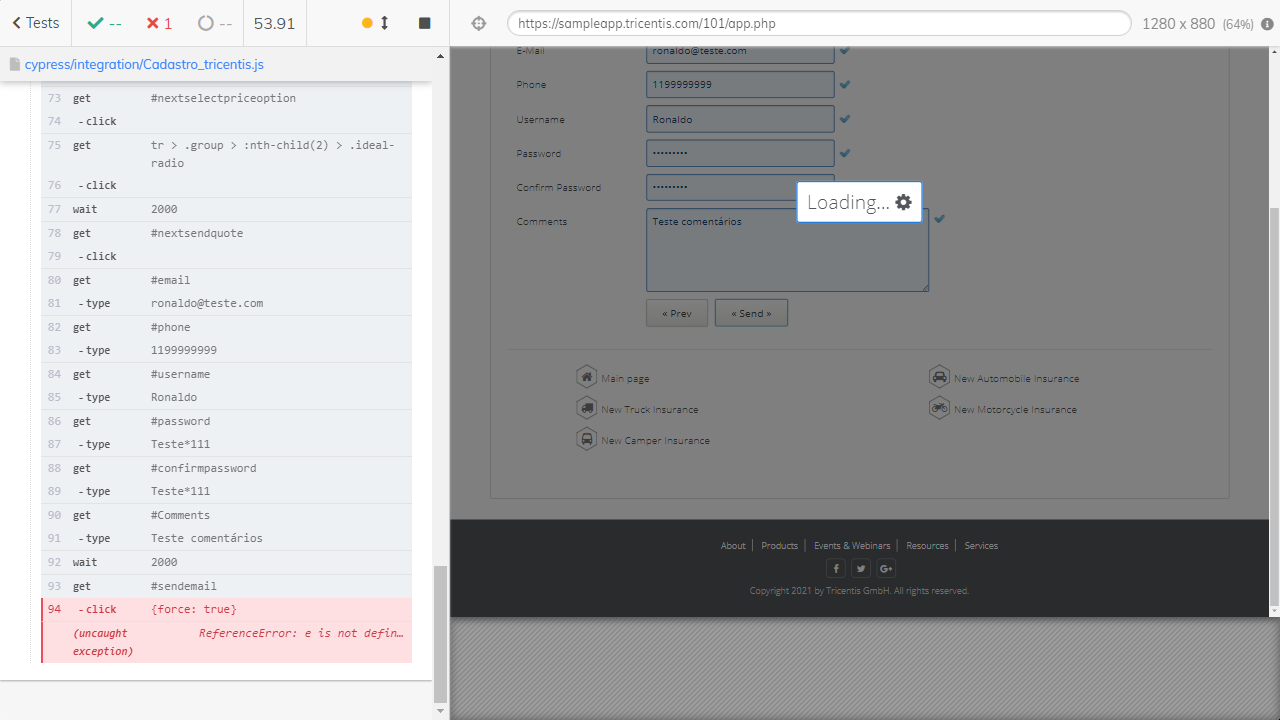 Tests
--
1
--
53.91
https://sampleapp.tricentis.com/101/app.php
1280 x 880 (64%)
cypress/integration/Cadastro_tricentis.js
73 get #nextselectpriceoption
74 - click
75 get tr > .group > :nth-child(2) > .ideal-
radio
76 - click
77 wait 2000
78 get #nextsendquote
79 - click
80 get #email
81 - type ronaldo@teste.com
82 get #phone
83 - type 1199999999
84 get #username
85 - type Ronaldo
86 get #password
87 - type Teste*111
88 get #confirmpassword
89 - type Teste*111
90 get #Comments
91 - type Teste comentários
92 wait 2000
93 get #sendemail
94 - click {force: true}
(uncaught ReferenceError: e is not defin…
exception)
E-Mail ronaldo@teste.com
Phone 1199999999
Username Ronaldo
Password •••••••••
Confirm Password •••••••••
Loading...
Comments Teste comentários
« Prev « Send »
Main page New Automobile Insurance
New Truck Insurance New Motorcycle Insurance
New Camper Insurance
About | Products | Events & Webinars | Resources | Services
Copyright 2021 by Tricentis GmbH. All rights reserved.